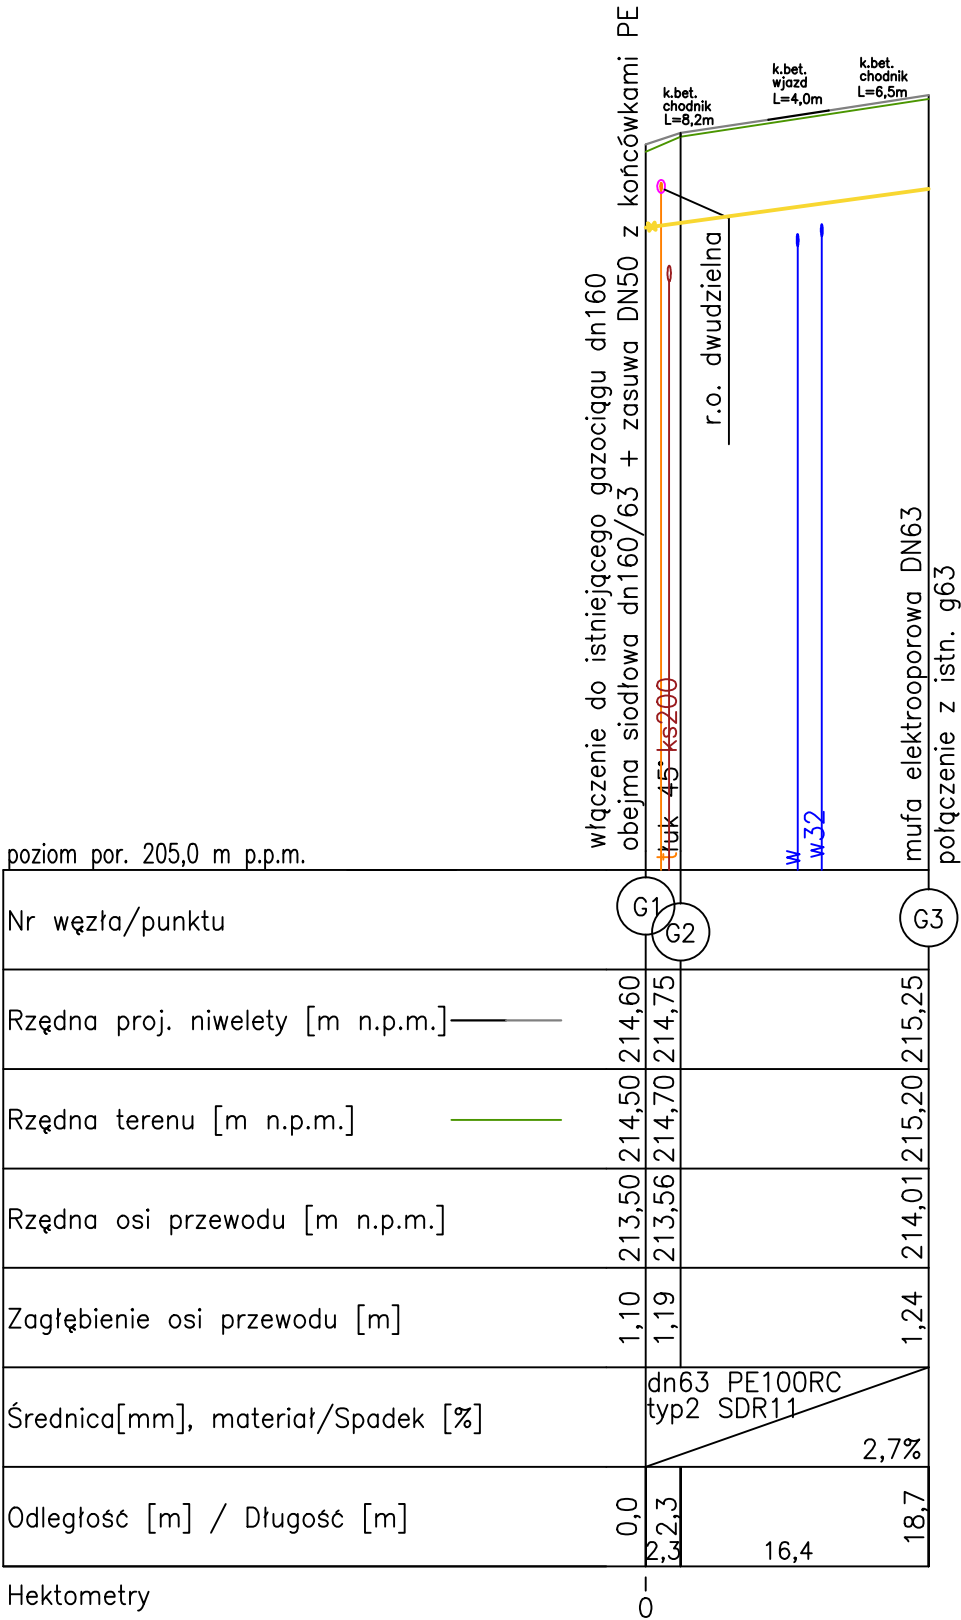 k.bet.
chodnik
L=8,2m
k.bet.
wjazd
L=4,0m
k.bet.
chodnik
L=6,5m
włączenie do istniejącego gazociągu dn160
obejma siodłowa dn160/63 + zasuwa DN50 z końcówkami PE
t
łuk 45°
ks200
r.o. dwudzielna
w
w32
mufa elektrooporowa DN63
połączenie z istn. g63
poziom por. 205,0 m p.p.m.
Nr węzła/punktu G1 G2 G3
Rzędna proj. niwelety [m n.p.m.] 214,60 214,75 215,25
Rzędna terenu [m n.p.m.] 214,50 214,70 215,20
Rzędna osi przewodu [m n.p.m.] 213,50 213,56 214,01
Zagłębienie osi przewodu [m] 1,10 1,19 1,24
Średnica[mm], materiał/Spadek [%]
dn63 PE100RC
typ2 SDR11
2,7%
Odległość [m] / Długość [m] 0,0 2,3 18,7
2,3 16,4
Hektometry
0